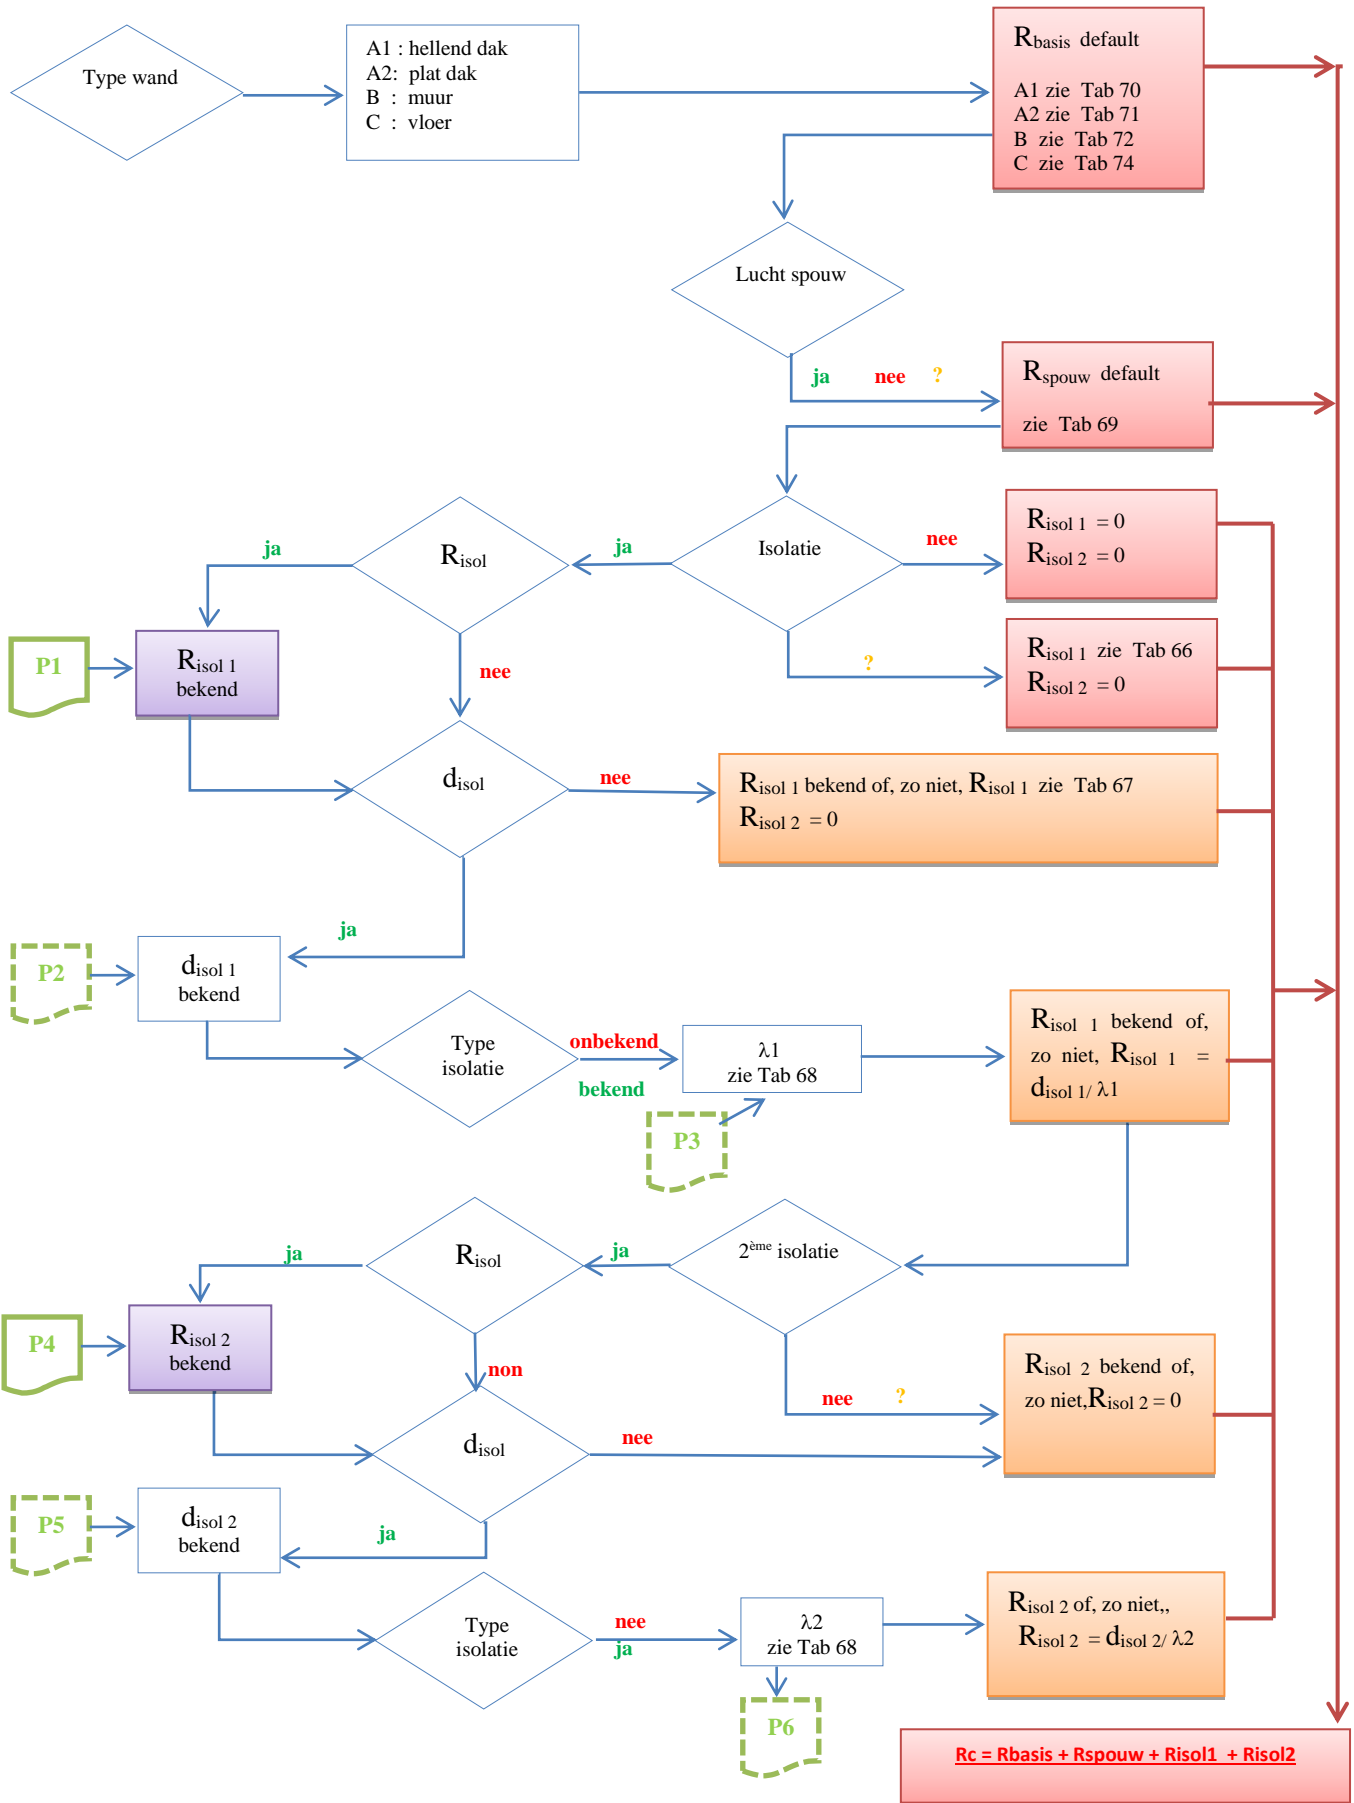 Type wand
A1 : hellend dak
A2: plat dak
B : muur
C : vloer
Rbasis default
A1 zie Tab 70
A2 zie Tab 71
B zie Tab 72
C zie Tab 74
Lucht spouw
ja nee ?
Rspouw default
zie Tab 69
Isolatie
nee
Risol 1 = 0
Risol 2 = 0
ja
Risol
ja
?
Risol 1 zie Tab 66
Risol 2 = 0
P1
Risol 1
bekend
nee
disol
nee
Risol 1 bekend of, zo niet, Risol 1 zie Tab 67
Risol 2 = 0
ja
P2
disol 1
bekend
Type
isolatie
onbekend
bekend
λ1
zie Tab 68
P3
Risol 1 bekend of,
zo niet, Risol 1 =
disol 1/ λ1
2ème isolatie
ja
Risol
ja
P4
Risol 2
bekend
non
nee ?
Risol 2 bekend of,
zo niet,Risol 2 = 0
disol
nee
ja
P5
disol 2
bekend
Type
isolatie
nee
ja
λ2
zie Tab 68
P6
Risol 2 of, zo niet,,
Risol 2 = disol 2/ λ2
Rc = Rbasis + Rspouw + Risol1 + Risol2